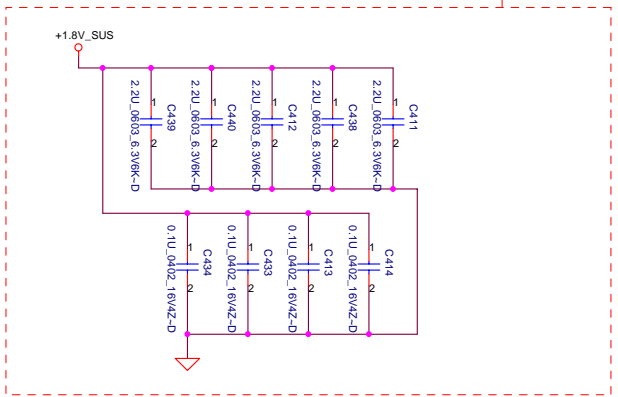 +1.8V_SUS
2.2U_0603_6.3V6K~D
1
2
C439
2.2U_0603_6.3V6K~D
1
2
C440
2.2U_0603_6.3V6K~D
1
2
C412
2.2U_0603_6.3V6K~D
1
2
C438
2.2U_0603_6.3V6K~D
1
2
C411
0.1U_0402_16V4Z~D
1
2
C434
0.1U_0402_16V4Z~D
1
2
C433
0.1U_0402_16V4Z~D
1
2
C413
0.1U_0402_16V4Z~D
1
2
C414